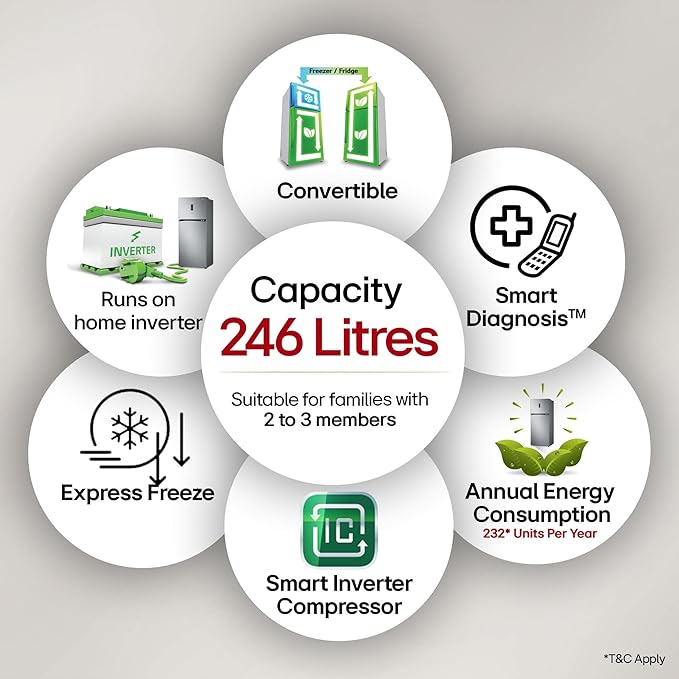 Freezer / Fridge
Convertible
INVERTER
Runs on
home inverter
Smart
Diagnosis™
Capacity
246 Litres
Suitable for families with
2 to 3 members
Express Freeze
Annual Energy
Consumption
232* Units Per Year
IC
Smart Inverter
Compressor
*T&C Apply